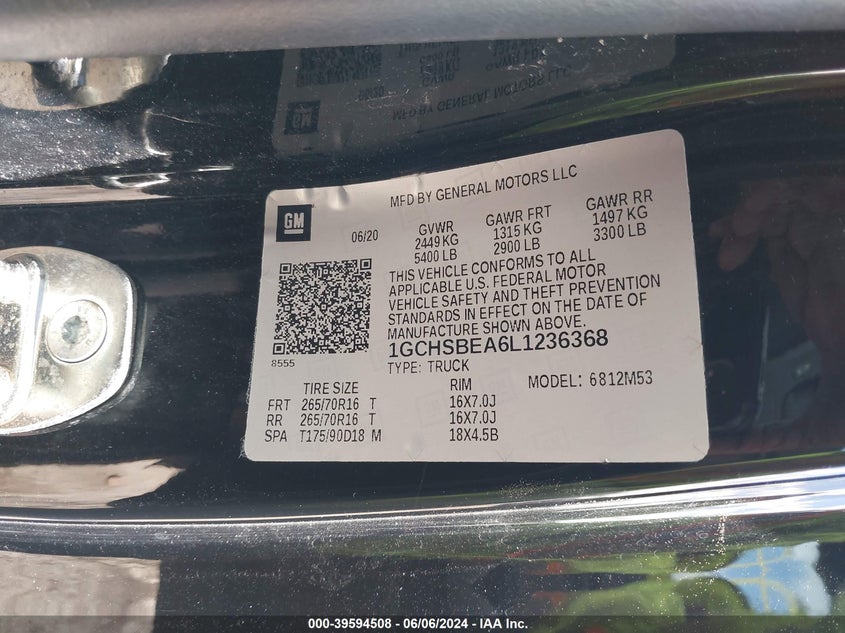 MFD BY GENERAL MOTORS LLC
GM
06/20
GVWR
2449 KG
5400 LB
GAWR FRT
1315 KG
2900 LB
GAWR RR
1497 KG
3300 LB
THIS VEHICLE CONFORMS TO ALL
APPLICABLE U.S. FEDERAL MOTOR
VEHICLE SAFETY AND THEFT PREVENTION
STANDARDS IN EFFECT ON THE DATE OF
MANUFACTURE SHOWN ABOVE.
8555
1GCHSBEA6L1236368
TYPE: TRUCK
MODEL: 6812M53
TIRE SIZE RIM
FRT 265/70R16 T 16X7.0J
RR 265/70R16 T 16X7.0J
SPA T175/90D18 M 18X4.5B
000-39594508 - 06/06/2024 - IAA Inc.